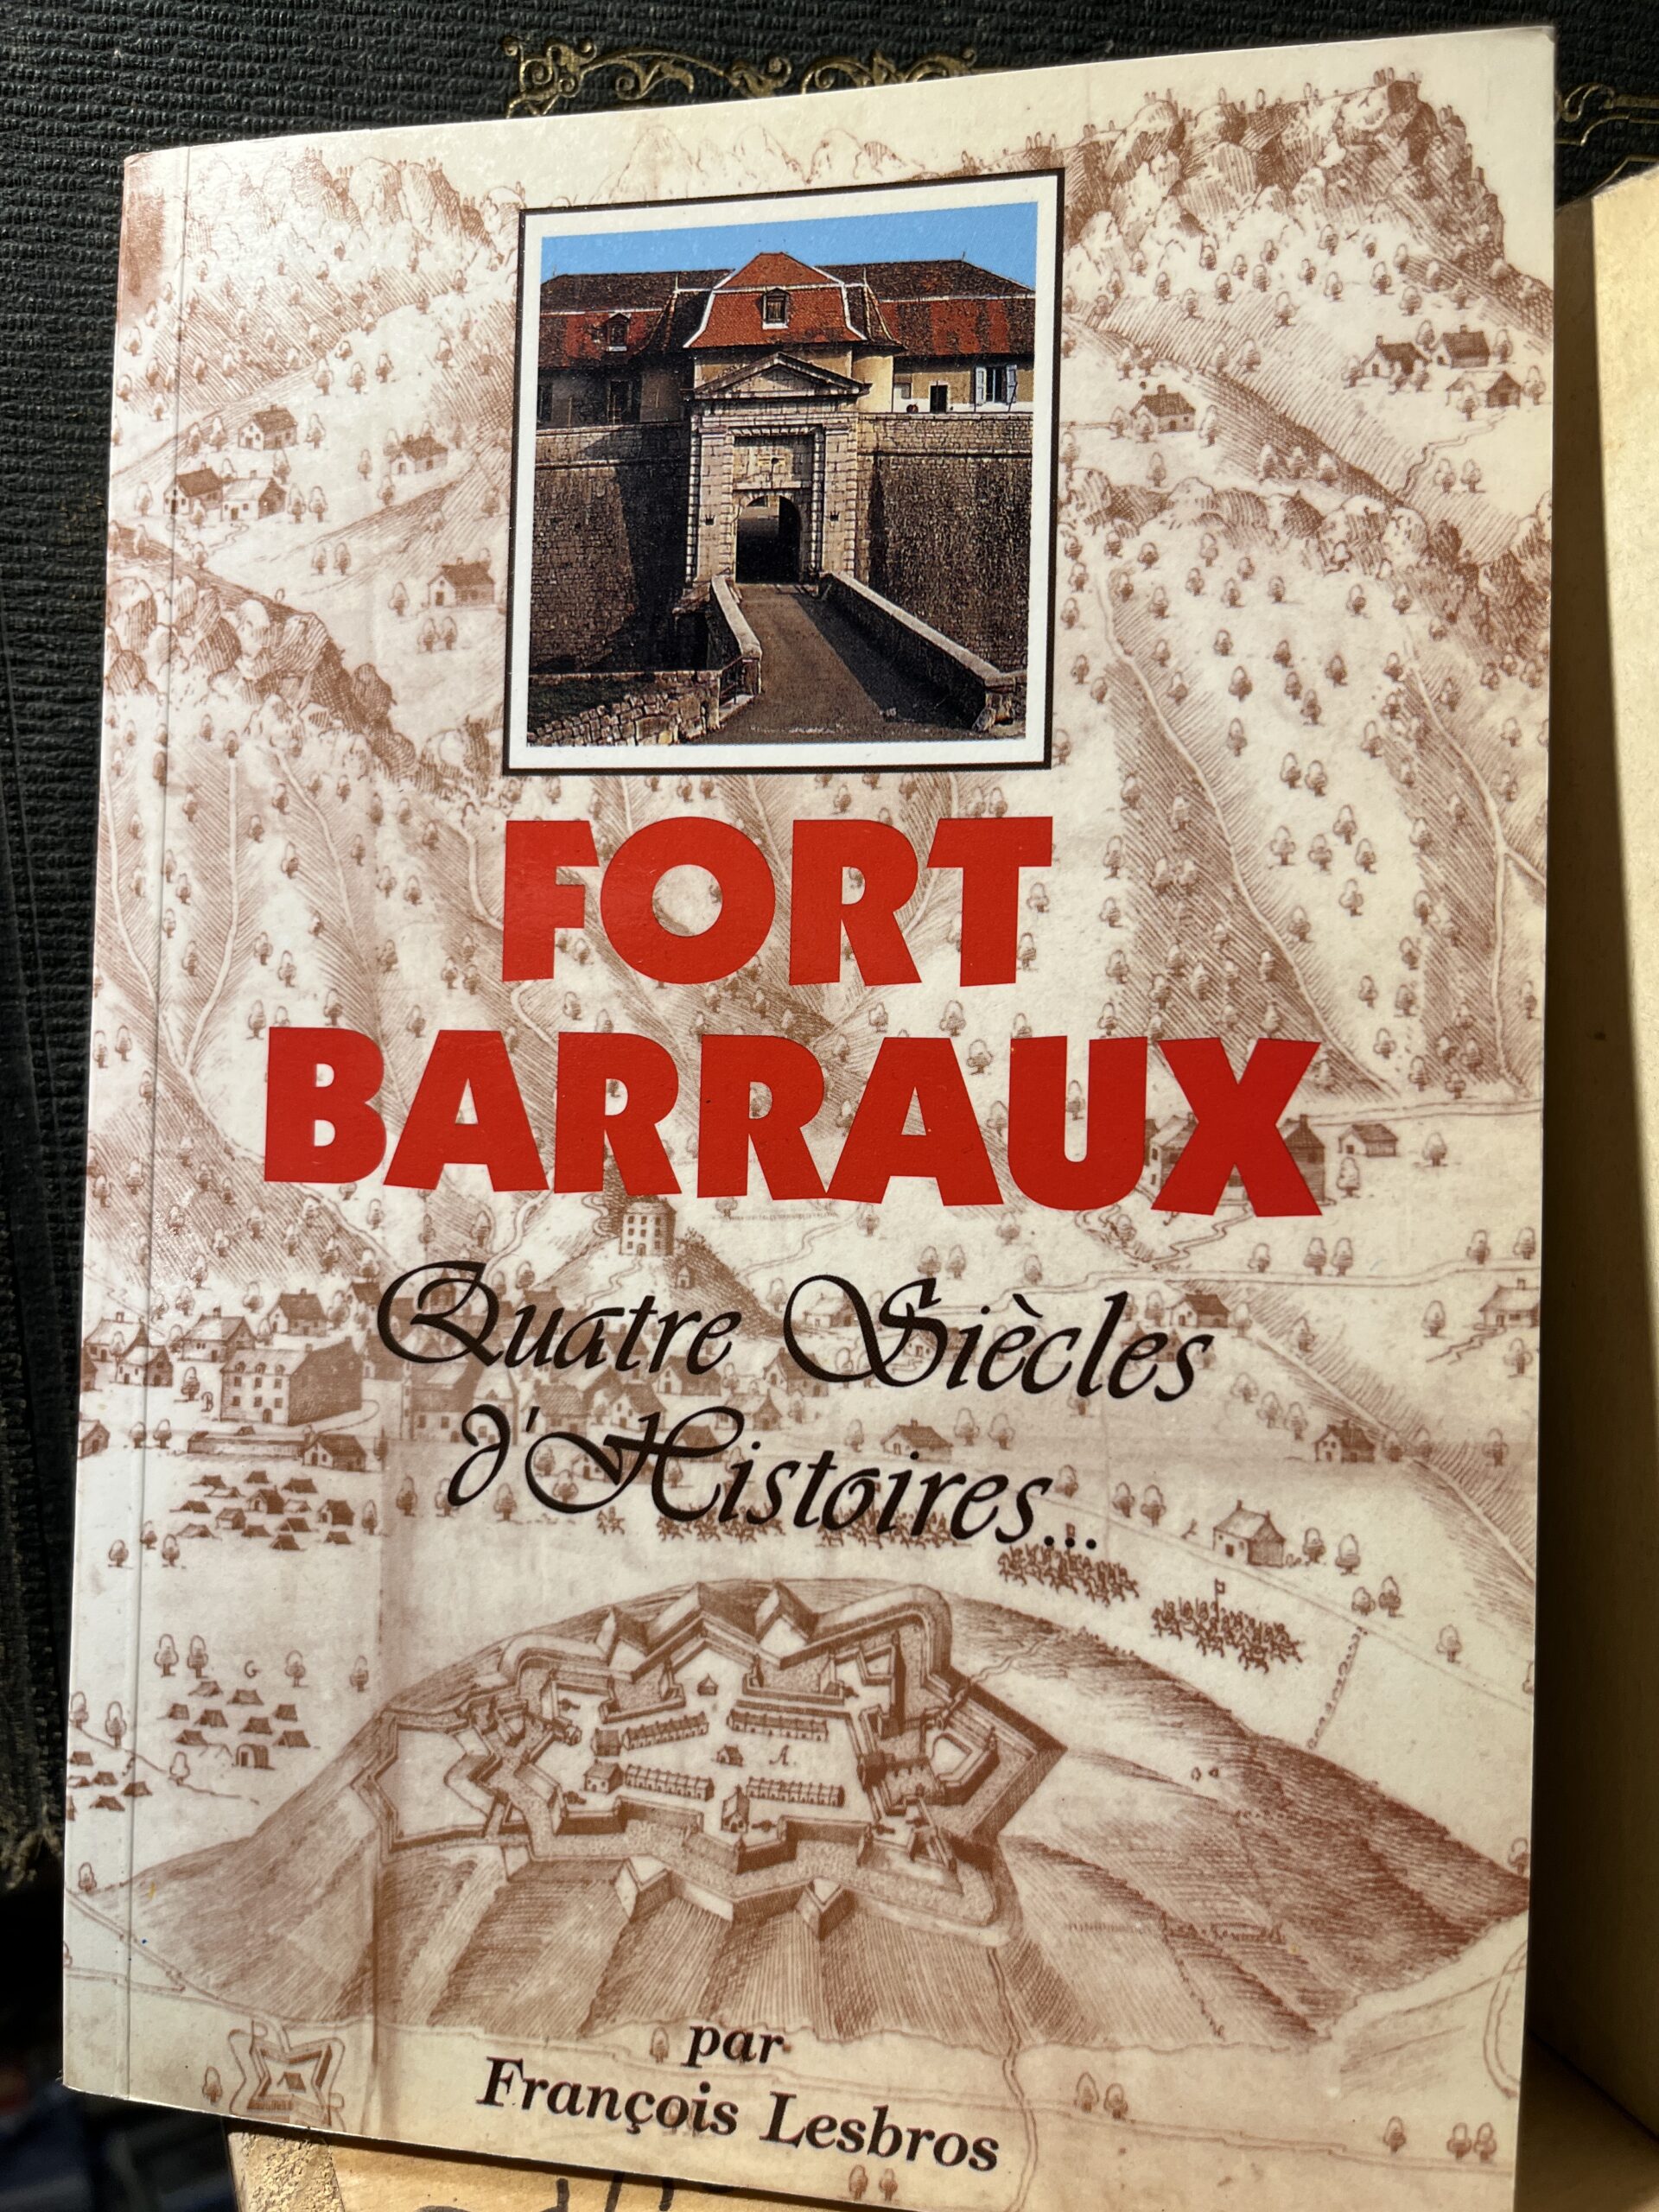 FORT
BARRAUX
Quatre Siècles
d'Histoires...
G
A.
par
François Lesbros